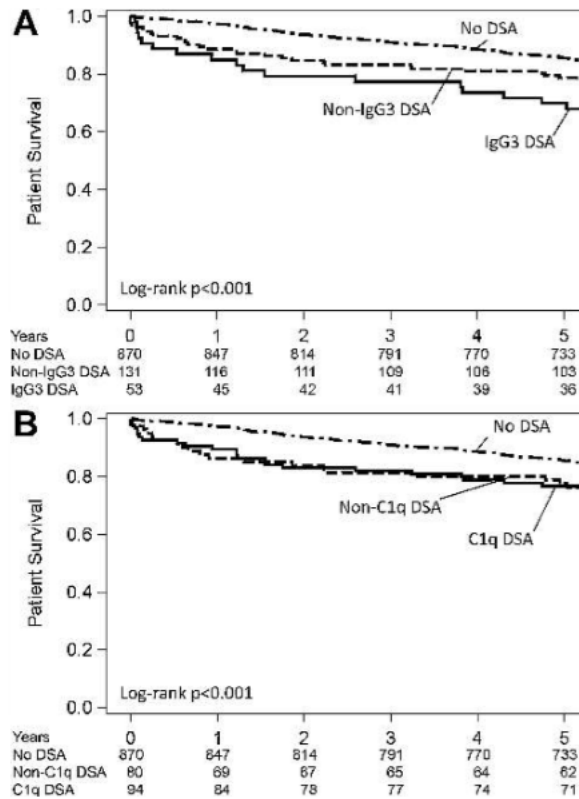 A
1.0
0.8
0.6
0.4
0.2
0.0
Patient Survival
No DSA
Non-IgG3 DSA
IgG3 DSA
Log-rank p<0.001
Years 0 1 2 3 4 5
No DSA 870 847 814 791 770 733
Non-IgG3 DSA 131 116 111 109 106 103
IgG3 DSA 53 45 42 41 39 36
B
1.0
0.8
0.6
0.4
0.2
0.0
Patient Survival
No DSA
Non-C1q DSA
C1q DSA
Log-rank p<0.001
Years 0 1 2 3 4 5
No DSA 870 847 814 791 770 733
Non-C1q DSA 80 69 67 65 64 62
C1q DSA 94 84 78 77 74 71